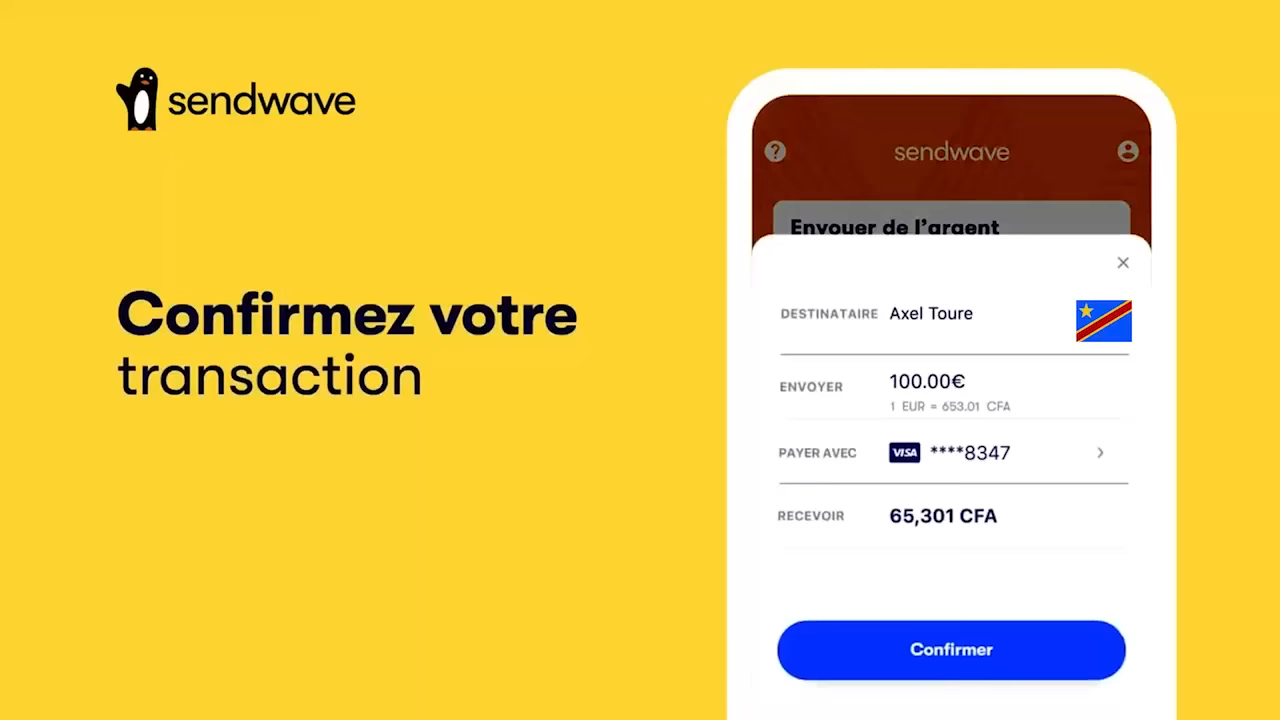 sendwave
Confirmez votre
transaction
?
sendwave
Envoyer de l'argent
DESTINATAIRE Axel Toure
ENVOYER 100.00€
1 EUR = 653.01 CFA
PAYER AVEC VISA ****8347
RECEVOIR 65,301 CFA
Confirmer